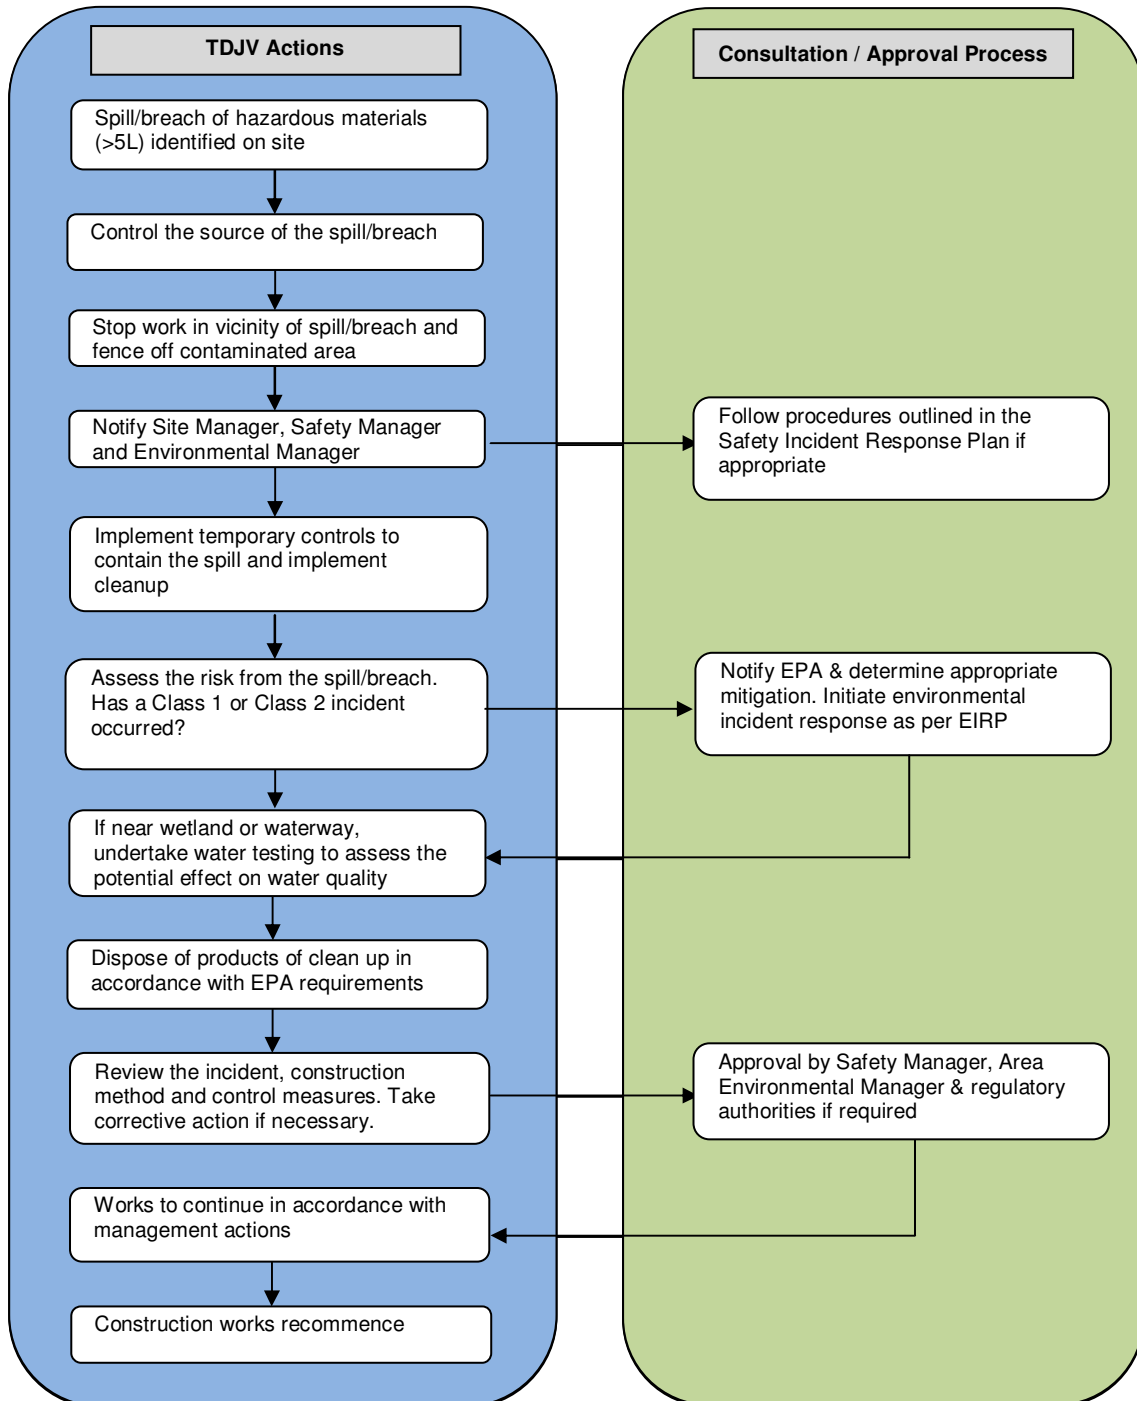 TDJV Actions
Consultation / Approval Process
Spill/breach of hazardous materials
(>5L) identified on site
Control the source of the spill/breach
Stop work in vicinity of spill/breach and
fence off contaminated area
Notify Site Manager, Safety Manager
and Environmental Manager
Follow procedures outlined in the
Safety Incident Response Plan if
appropriate
Implement temporary controls to
contain the spill and implement
cleanup
Assess the risk from the spill/breach.
Has a Class 1 or Class 2 incident
occurred?
Notify EPA & determine appropriate
mitigation. Initiate environmental
incident response as per EIRP
If near wetland or waterway,
undertake water testing to assess the
potential effect on water quality
Dispose of products of clean up in
accordance with EPA requirements
Review the incident, construction
method and control measures. Take
corrective action if necessary.
Approval by Safety Manager, Area
Environmental Manager & regulatory
authorities if required
Works to continue in accordance with
management actions
Construction works recommence